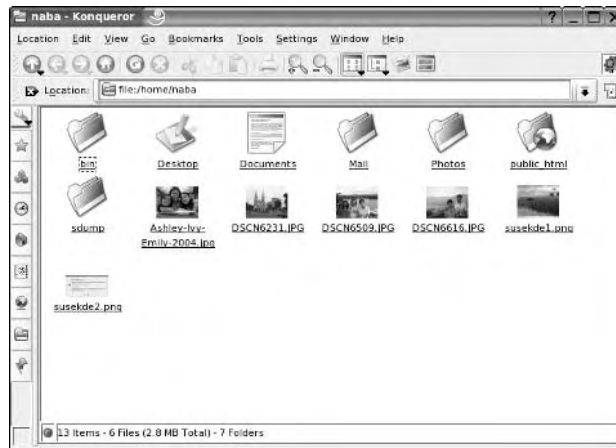 naba - Konqueror
Location Edit View Go Bookmarks Tools Settings Window Help
Location: file:/home/naba
bin Desktop Documents Mail Photos public_html
sdump Ashley-Ivy-Emily-2004.jpg DSCN6231.JPG DSCN6509.JPG DSCN6616.JPG susekde1.png
susekde2.png
13 Items - 6 Files (2.8 MB Total) - 7 Folders